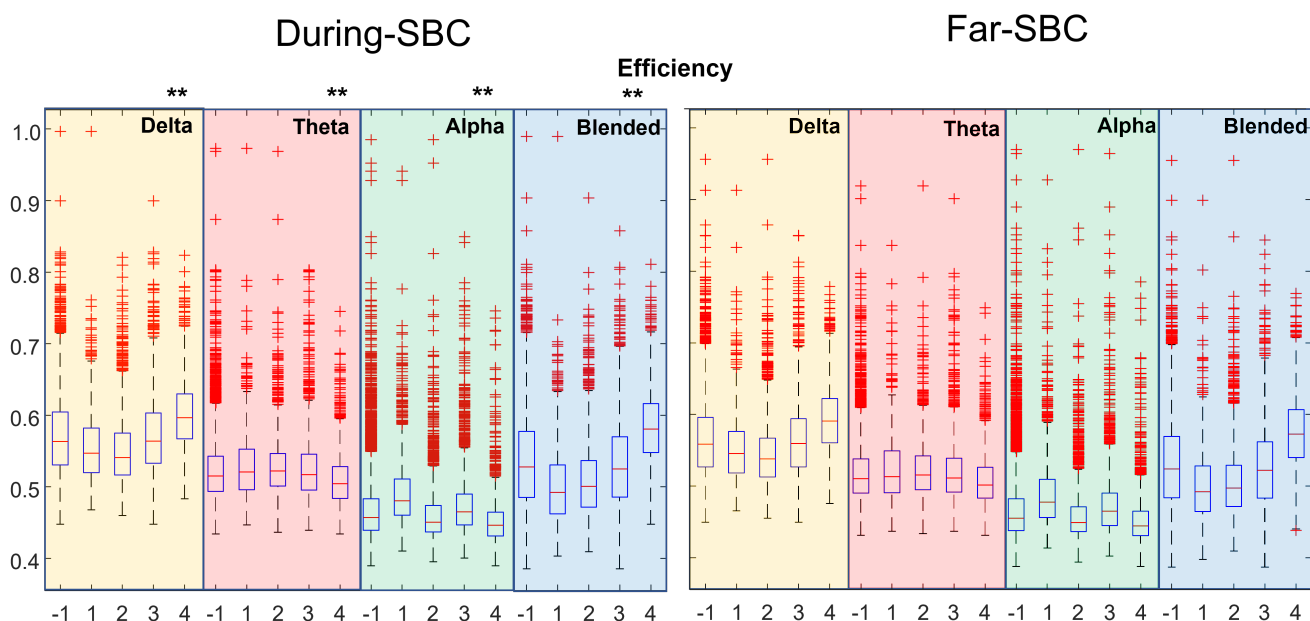 During-SBC
Far-SBC
Efficiency
** ** ** **
Delta Theta Alpha Blended Delta Theta Alpha Blended
1.0
0.9
0.8
0.7
0.6
0.5
0.4
-1 1 2 3 4 -1 1 2 3 4 -1 1 2 3 4 -1 1 2 3 4 -1 1 2 3 4 -1 1 2 3 4 -1 1 2 3 4 -1 1 2 3 4